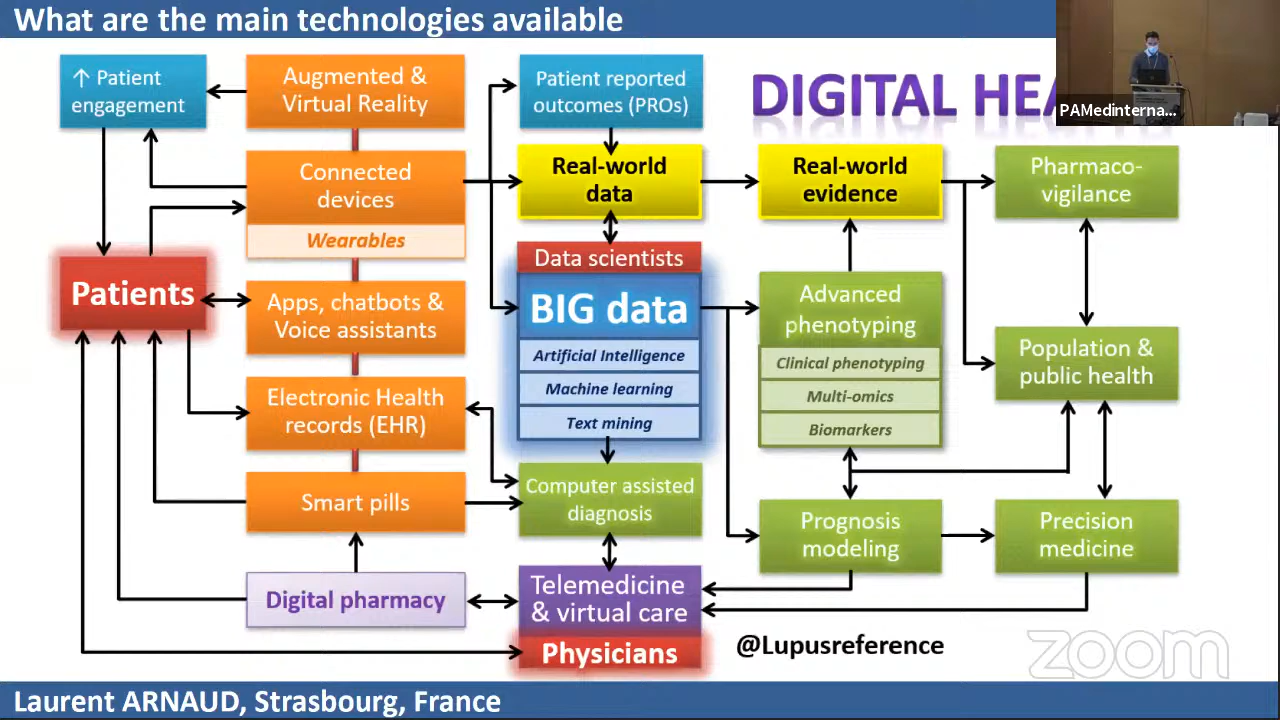 What are the main technologies available
↑ Patient
engagement
Augmented &
Virtual Reality
Patient reported
outcomes (PROs)
DIGITAL HEA
PAMedinterna...
Connected
devices
Wearables
Real-world
data
Real-world
evidence
Pharmaco-
vigilance
Patients
Apps, chatbots &
Voice assistants
Data scientists
BIG data
Artificial Intelligence
Machine learning
Text mining
Advanced
phenotyping
Clinical phenotyping
Multi-omics
Biomarkers
Population &
public health
Electronic Health
records (EHR)
Smart pills
Computer assisted
diagnosis
Prognosis
modeling
Precision
medicine
Digital pharmacy
Telemedicine
& virtual care
Physicians
@Lupusreference
zoom
Laurent ARNAUD, Strasbourg, France